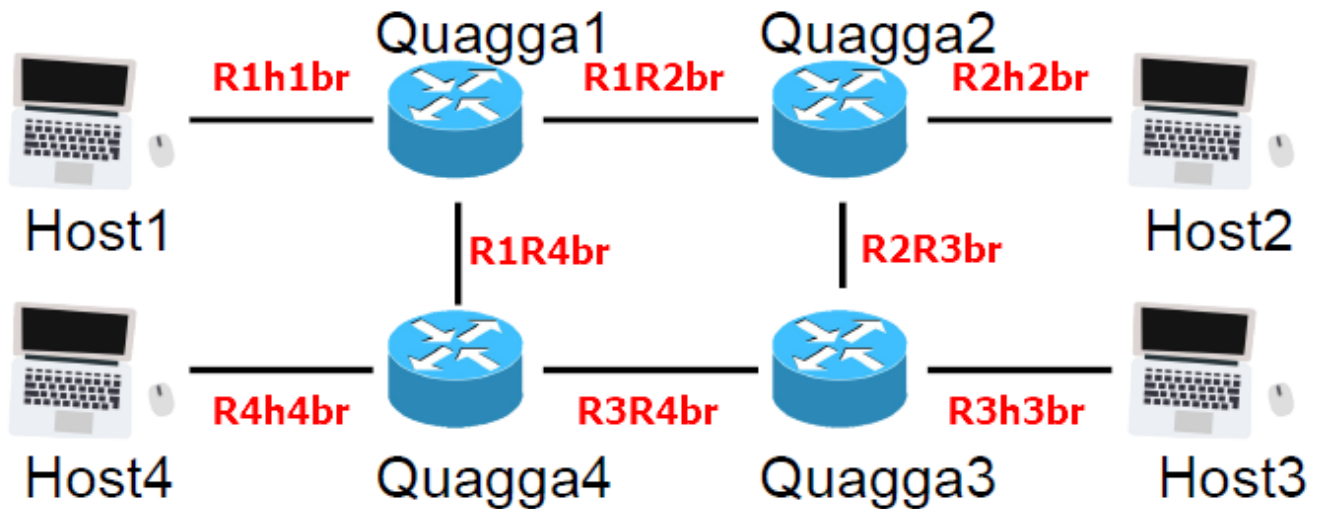 Quagga1
Quagga2
R1h1br
R1R2br
R2h2br
Host1
R1R4br
R2R3br
Host2
R4h4br
R3R4br
R3h3br
Host4
Quagga4
Quagga3
Host3